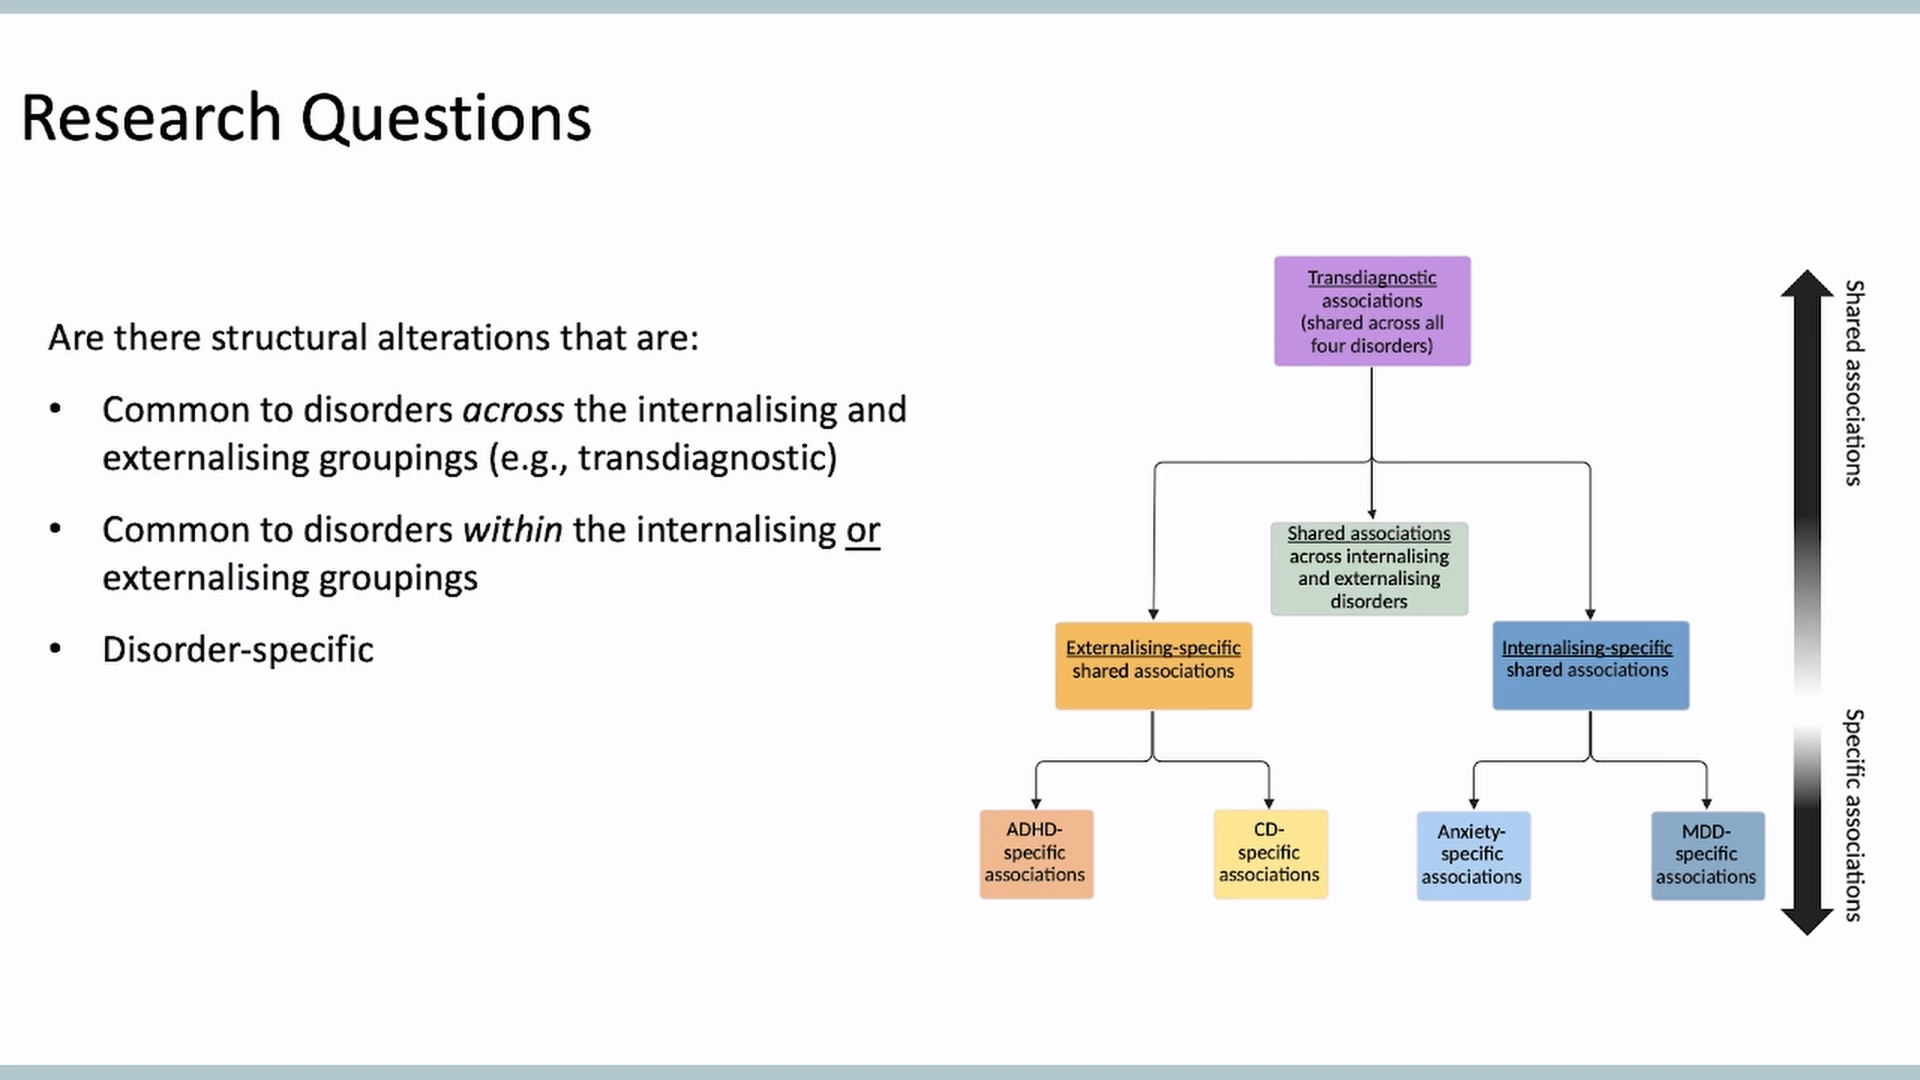 Research Questions
Are there structural alterations that are:
• Common to disorders across the internalising and
externalising groupings (e.g., transdiagnostic)
• Common to disorders within the internalising or
externalising groupings
• Disorder-specific
Transdiagnostic
associations
(shared across all
four disorders)
Shared associations
across internalising
and externalising
disorders
Externalising-specific
shared associations
Internalising-specific
shared associations
ADHD-
specific
associations
CD-
specific
associations
Anxiety-
specific
associations
MDD-
specific
associations
Shared associations
Specific associations